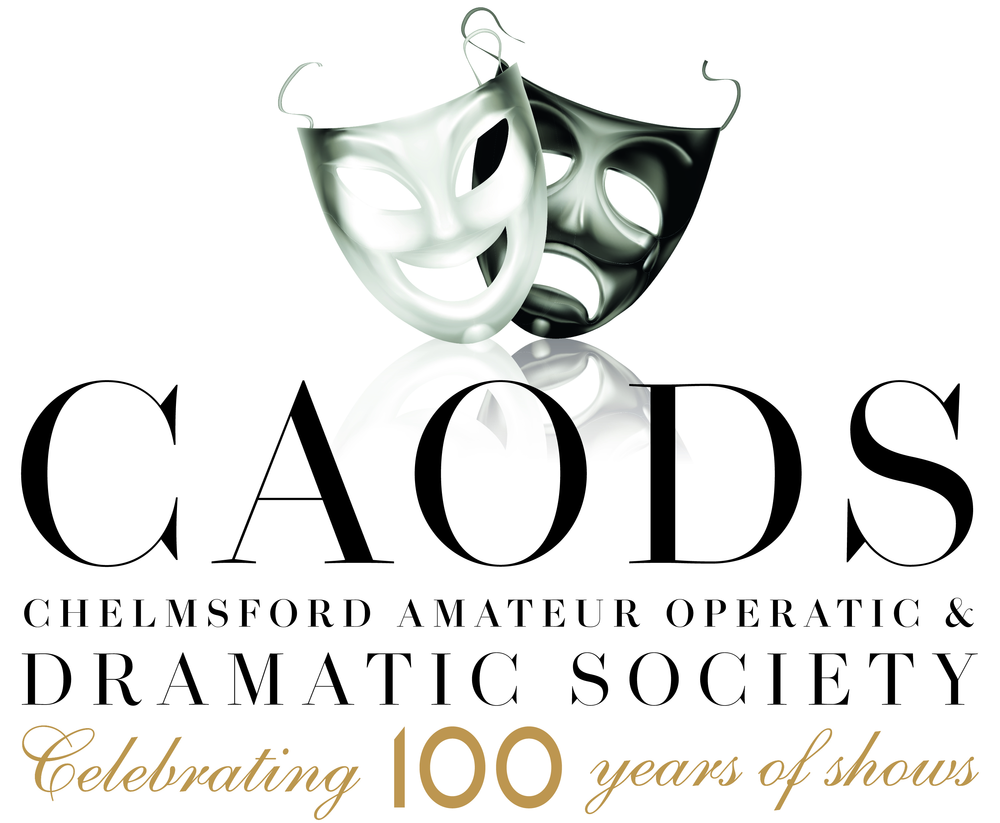 CAODS
CHELMSFORD AMATEUR OPERATIC &
DRAMATIC SOCIETY
Celebrating 100 years of shows